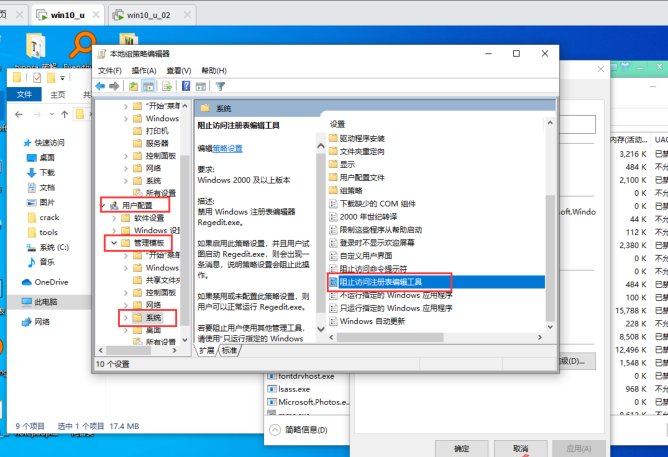 页
win10_u
win10_u_02
本地组策略编辑器
文件(F) 操作(A) 查看(V) 帮助(H)
文件
主页
快速访问
桌面
下载
文档
图片
crack
tools
系统 (C:)
音乐
OneDrive
此电脑
网络
9 个项目 选中 1 个项目 17.4 MB
"开始"菜单
Windows
打印机
服务器
控制面板
网络
系统
所有设置
用户配置
软件设置
Windows 设
管理模板
"开始"菜单
Windows
共享文件夹
控制面板
网络
系统
桌面
所有设置
系统
阻止访问注册表编辑工具
编辑策略设置
要求:
Windows 2000 及以上版本
描述:
禁用 Windows 注册表编辑器
Regedit.exe。
如果启用此策略设置，并且用户试
图启动 Regedit.exe，则会出现一
条消息，说明策略设置会阻止此操
作。
如果禁用或未配置此策略设置，则
用户可以正常运行 Regedit.exe。
若要阻止用户使用其他管理工具，
请使用"只运行指定的 Windows
设置
驱动程序安装
文件夹重定向
显示
用户配置文件
组策略
下载缺少的 COM 组件
2000 年世纪转译
限制这些程序从帮助启动
登录时不显示欢迎屏幕
自定义用户界面
阻止访问命令提示符
阻止访问注册表编辑工具
不运行指定的 Windows 应用程序
只运行指定的 Windows 应用程序
Windows 自动更新
扩展 标准
10 个设置
fontdrvhost.exe
lsass.exe
Microsoft.Photos.e...
简略信息(D)
soft.Windo
级(D)...
确定
取消
应用(A)
内存(活动...
UAC
3,216 K
484 K
2,100 K
0 K
0 K
112 K
44 K
2,380 K
0 K
0 K
0 K
484 K
100 K
15,788 K
228 K
8,508 K
12,496 K
1,548 K
0 K
968 K
0 K